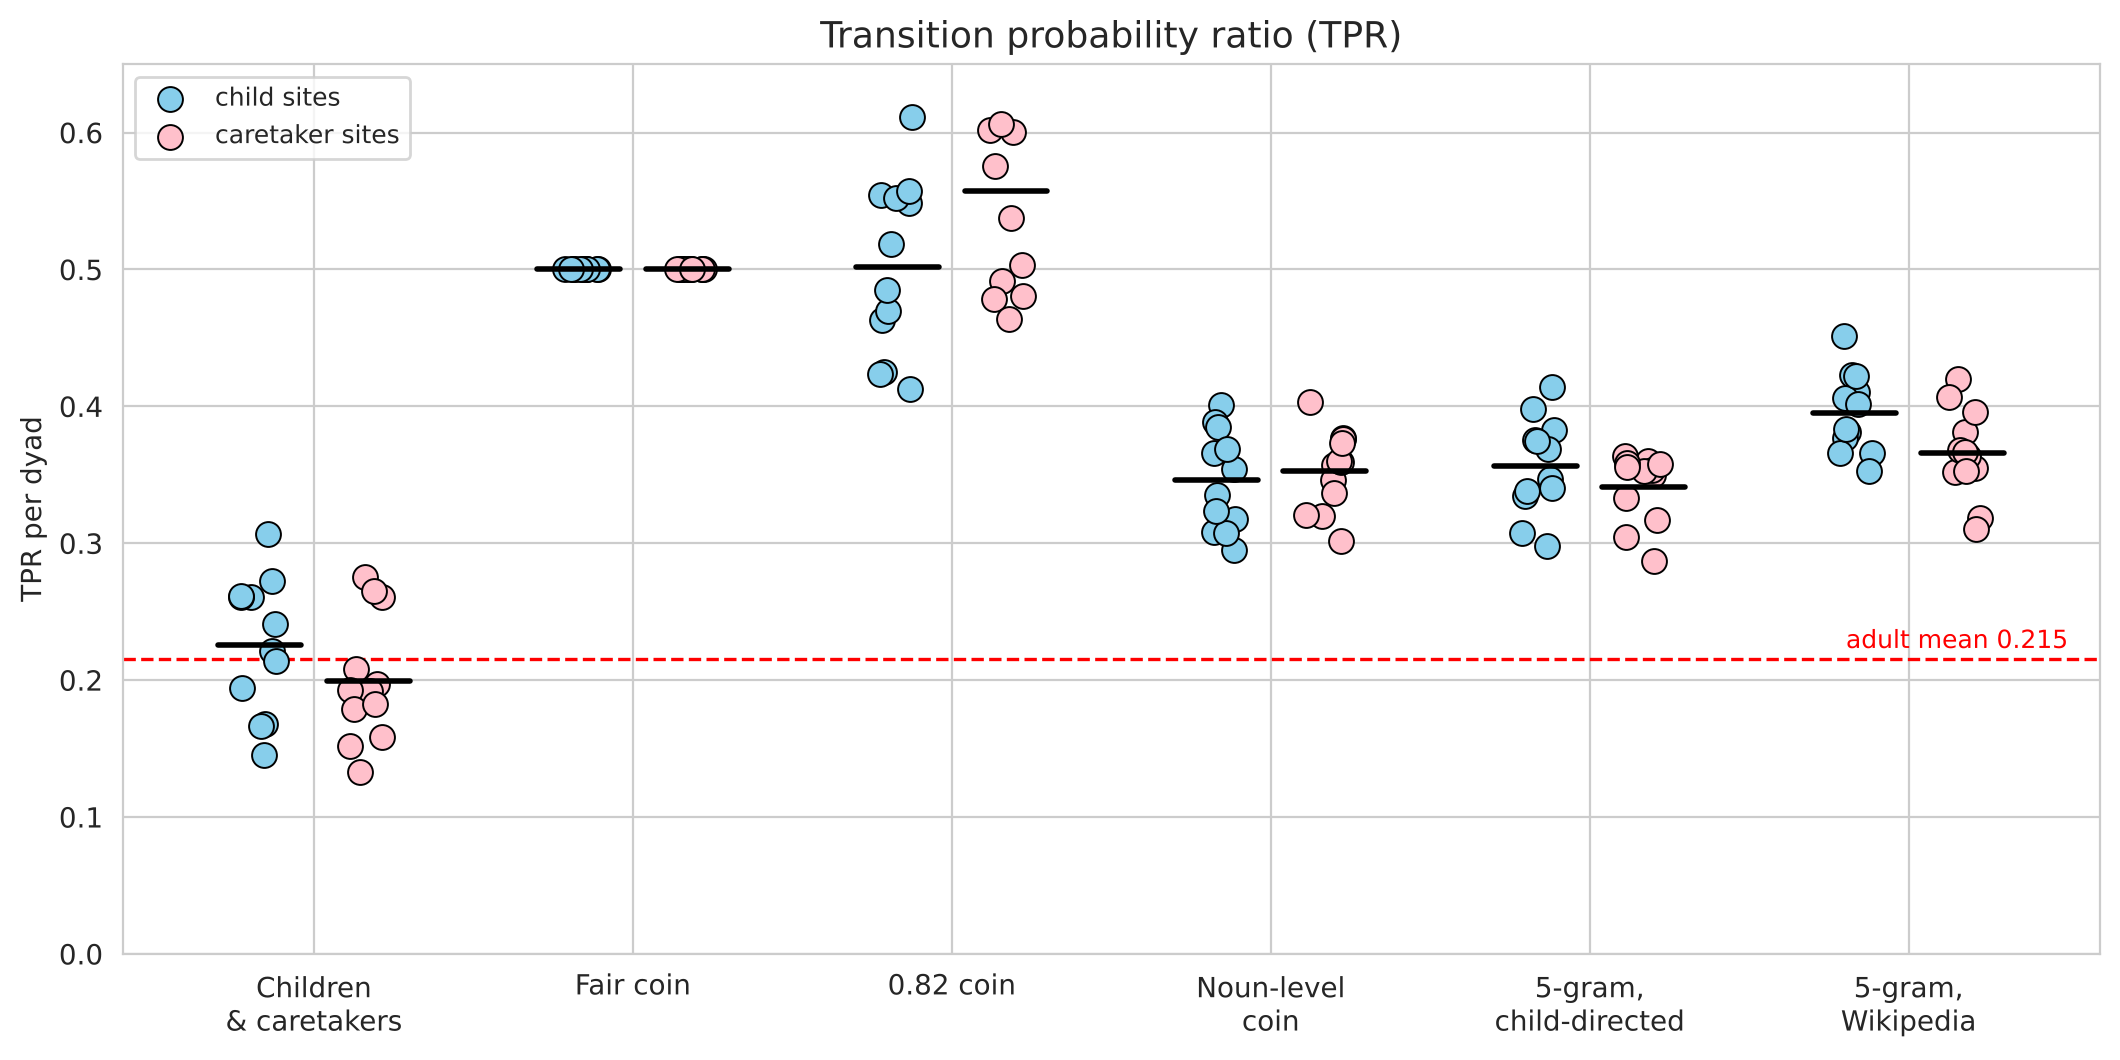 Transition probability ratio (TPR)
child sites
caretaker sites
TPR per dyad
0.6
0.5
0.4
0.3
0.2
0.1
0.0
adult mean 0.215
Children
& caretakers
Fair coin
0.82 coin
Noun-level
coin
5-gram,
child-directed
5-gram,
Wikipedia